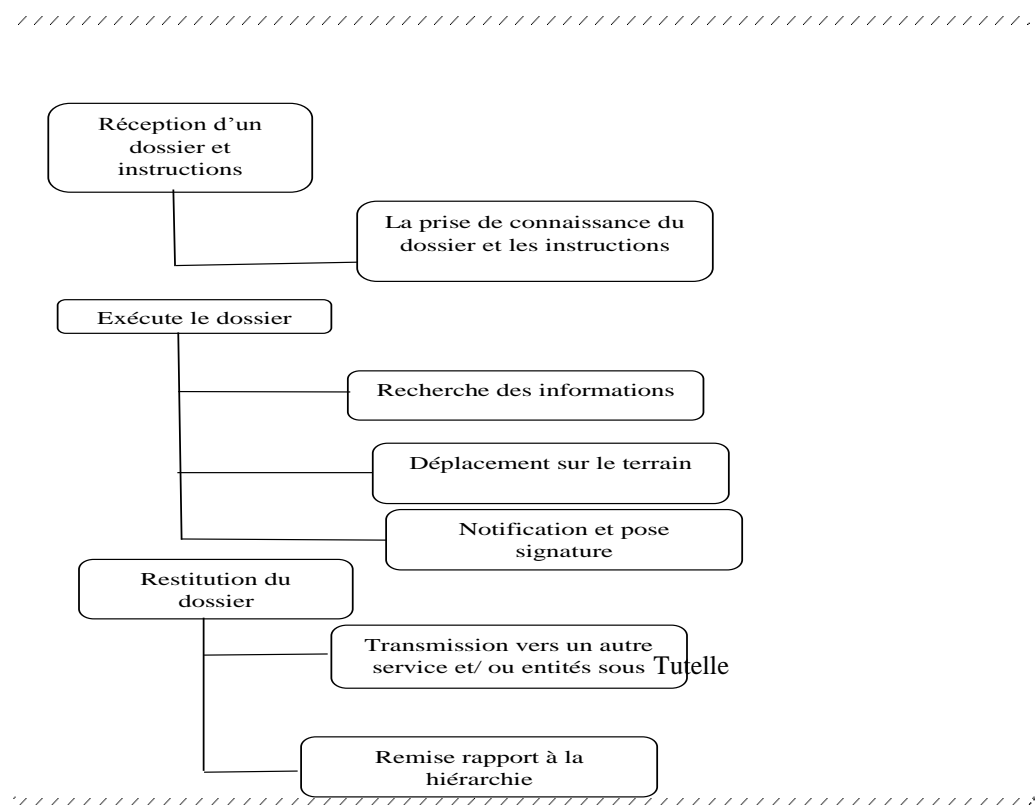 Réception d’un
dossier et
instructions
La prise de connaissance du
dossier et les instructions
Exécute le dossier
Recherche des informations
Déplacement sur le terrain
Notification et pose
signature
Restitution du
dossier
Transmission vers un autre
service et/ ou entités sous Tutelle
Remise rapport à la
hiérarchie